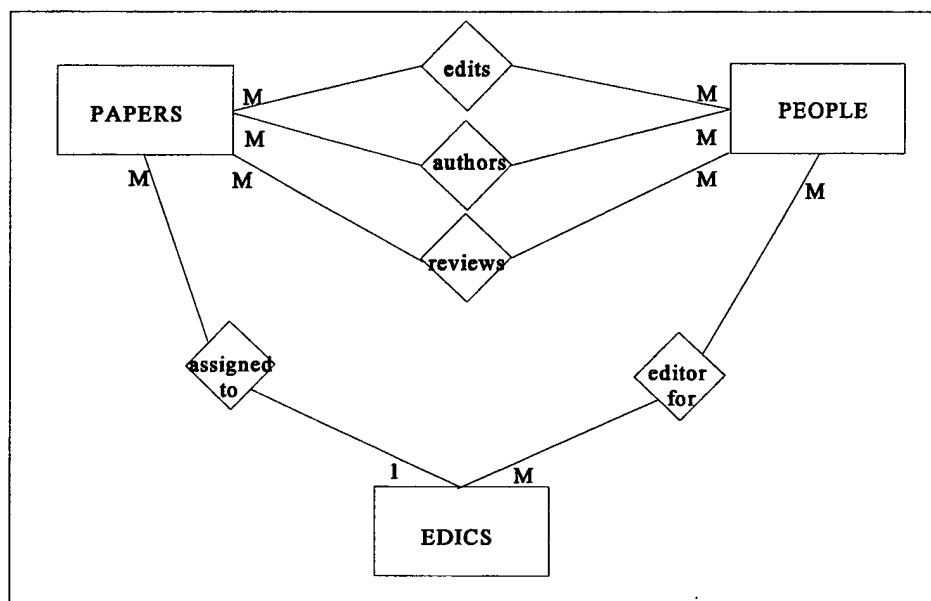 edits
PAPERS
PEOPLE
M
M
M
authors
M
M
M
M
M
reviews
assigned
to
editor
for
1
M
EDICS